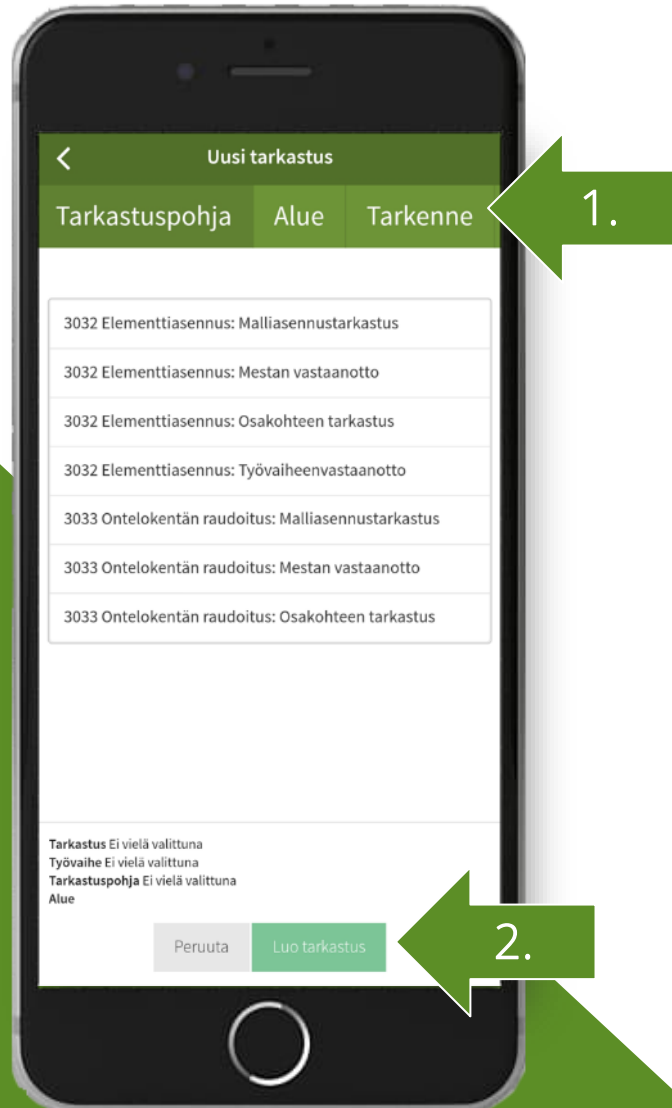 Uusi tarkastus
Tarkastuspohja Alue Tarkenne
1.
3032 Elementtiasennus: Malliasennustarkastus
3032 Elementtiasennus: Mestan vastaanotto
3032 Elementtiasennus: Osakohteen tarkastus
3032 Elementtiasennus: Työvaiheenvastaanotto
3033 Ontelokentän raudoitus: Malliasennustarkastus
3033 Ontelokentän raudoitus: Mestan vastaanotto
3033 Ontelokentän raudoitus: Osakohteen tarkastus
Tarkastus Ei vielä valittuna
Työvaihe Ei vielä valittuna
Tarkastuspohja Ei vielä valittuna
Alue
Peruuta Luo tarkastus
2.